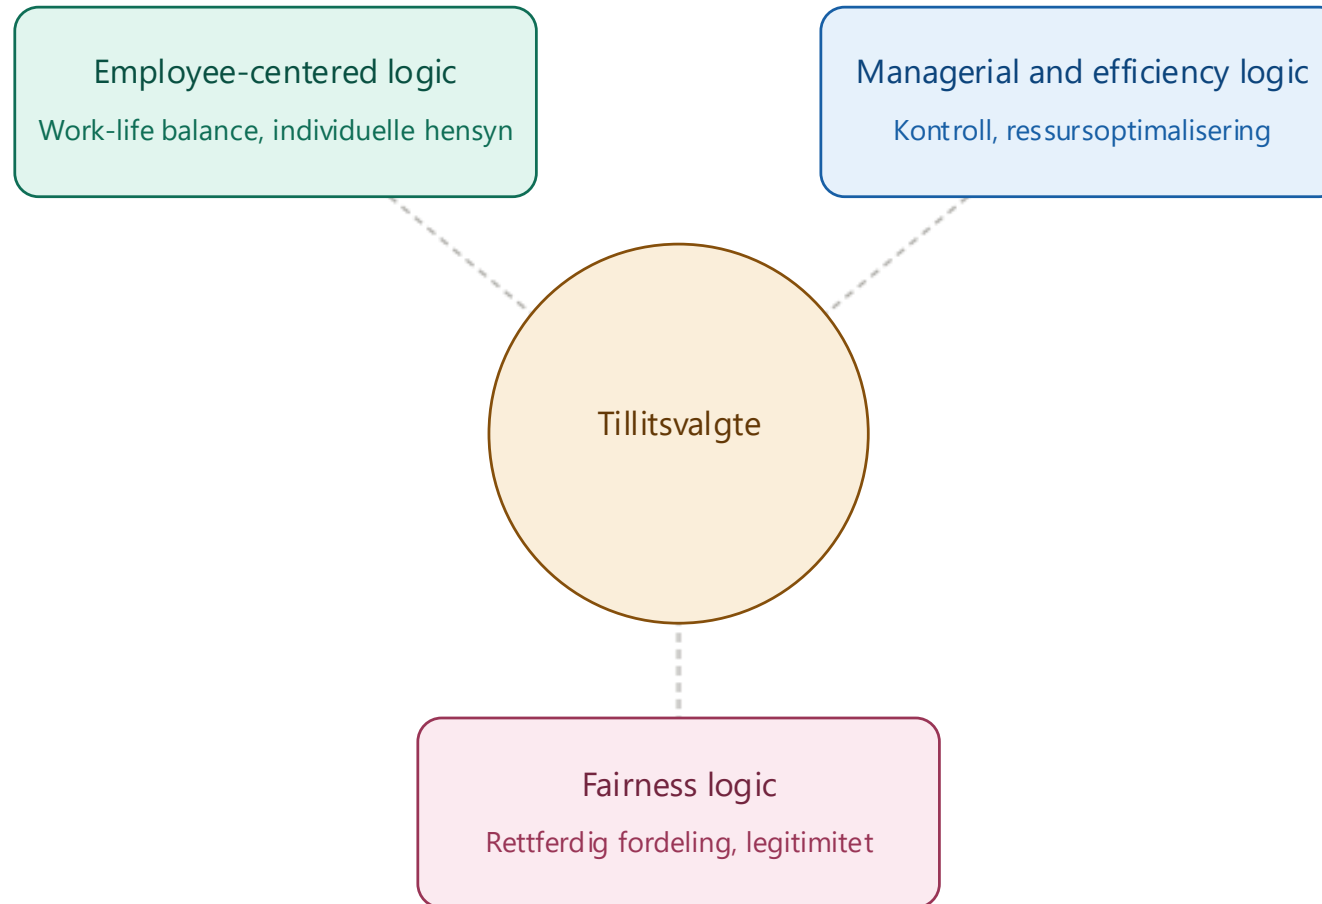 Employee-centered logic
Work-life balance, individuelle hensyn
Managerial and efficiency logic
Kontroll, ressursoptimalisering
Tillitsvalgte
Fairness logic
Rettferdig fordeling, legitimitet